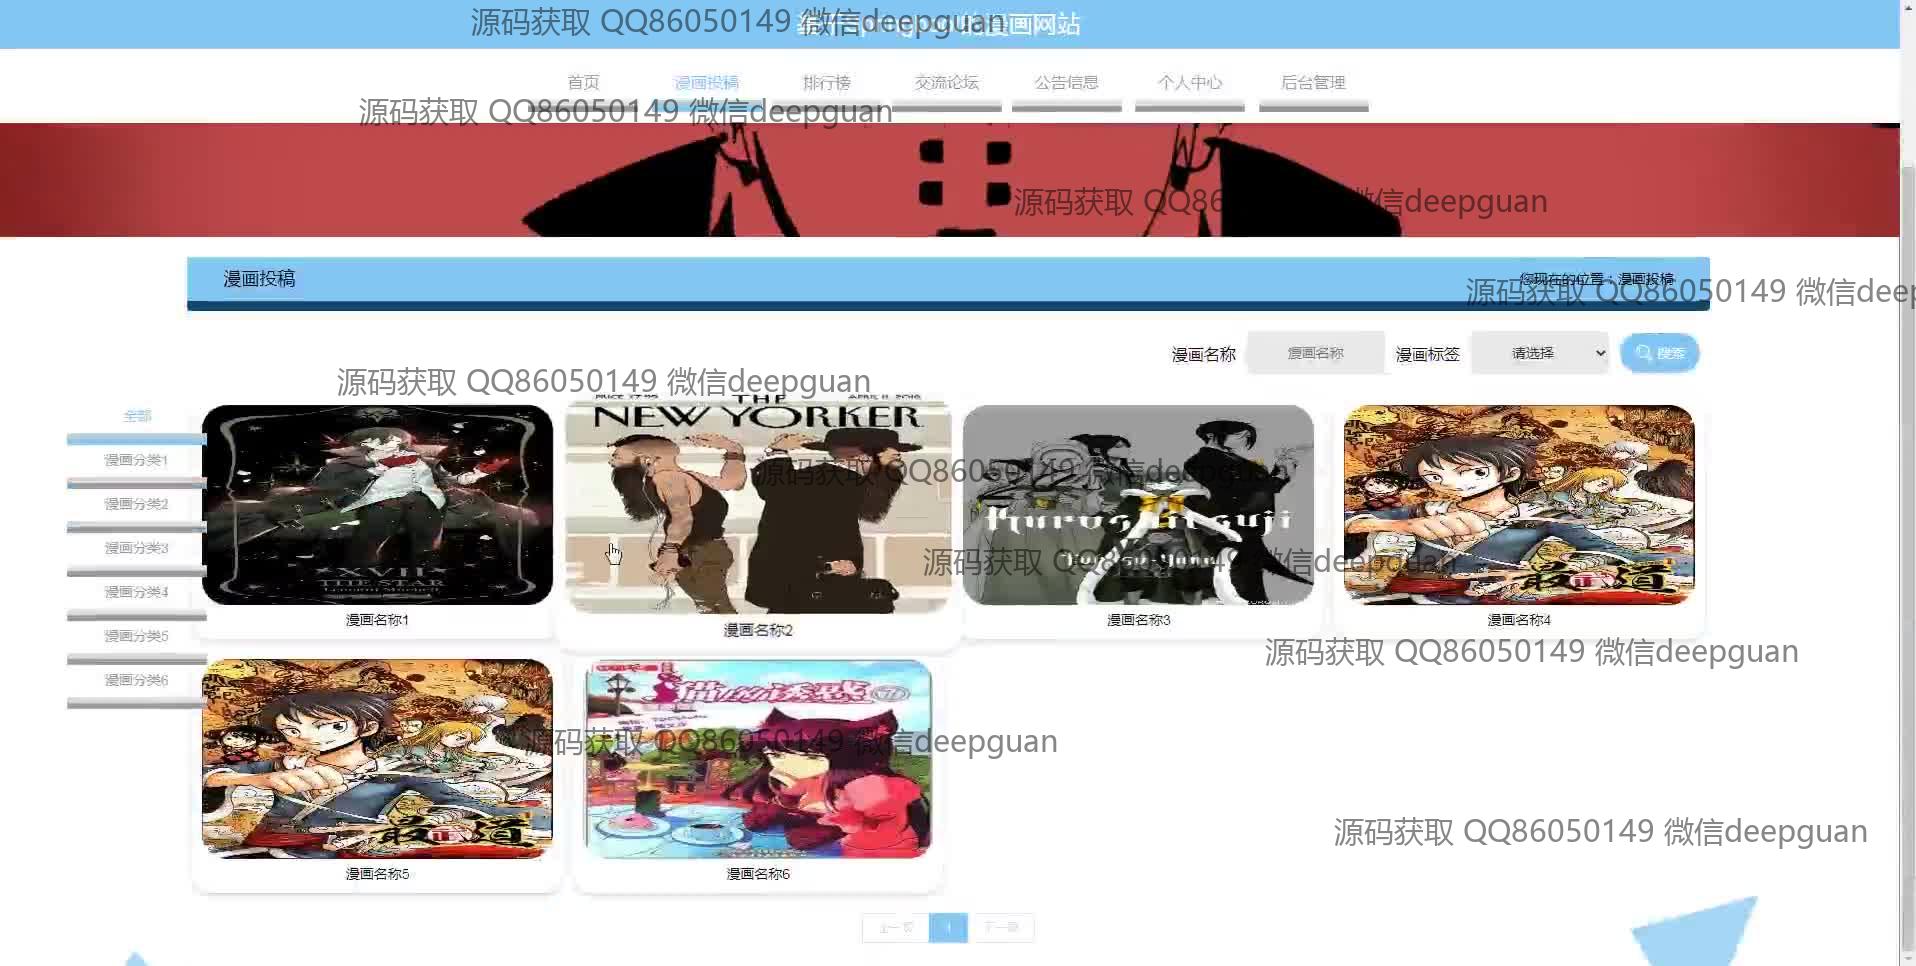 源码获取 QQ86050149 微信deepguan
的漫画网站
首页 漫画投稿 排行榜 交流论坛 公告信息 个人中心 后台管理
源码获取 QQ86050149 微信deepguan
源码获取 QQ86 微信deepguan
漫画投稿 您现在的位置：漫画投稿
源码获取 QQ86050149 微信deep
漫画名称 漫画名称 漫画标签 请选择 搜索
源码获取 QQ86050149 微信deepguan
全部
漫画分类1
漫画分类2
漫画分类3
漫画分类4
漫画分类5
漫画分类6
THE
NEW YORKER
源码获取 QQ86050149 微信deepguan
Kuroshitsuji
源码获取 QQ86050149 微信deepguan
XVII
THE STAR
漫画名称1
漫画名称2
漫画名称3
漫画名称4
源码获取 QQ86050149 微信deepguan
源码获取 QQ86050149 微信deepguan
源码获取 QQ86050149 微信deepguan
漫画名称5
漫画名称6
上一页 1 下一页